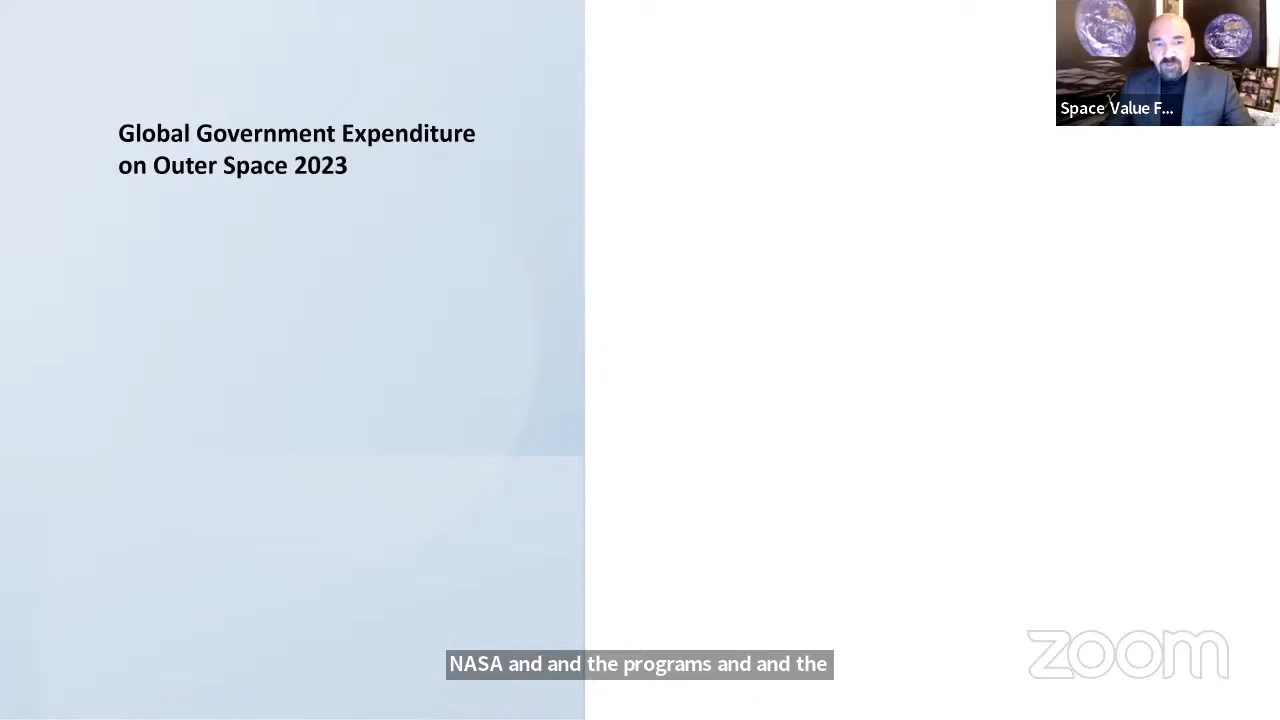 Global Government Expenditure
on Outer Space 2023
Space Value F...
NASA and and the programs and and the
zoom